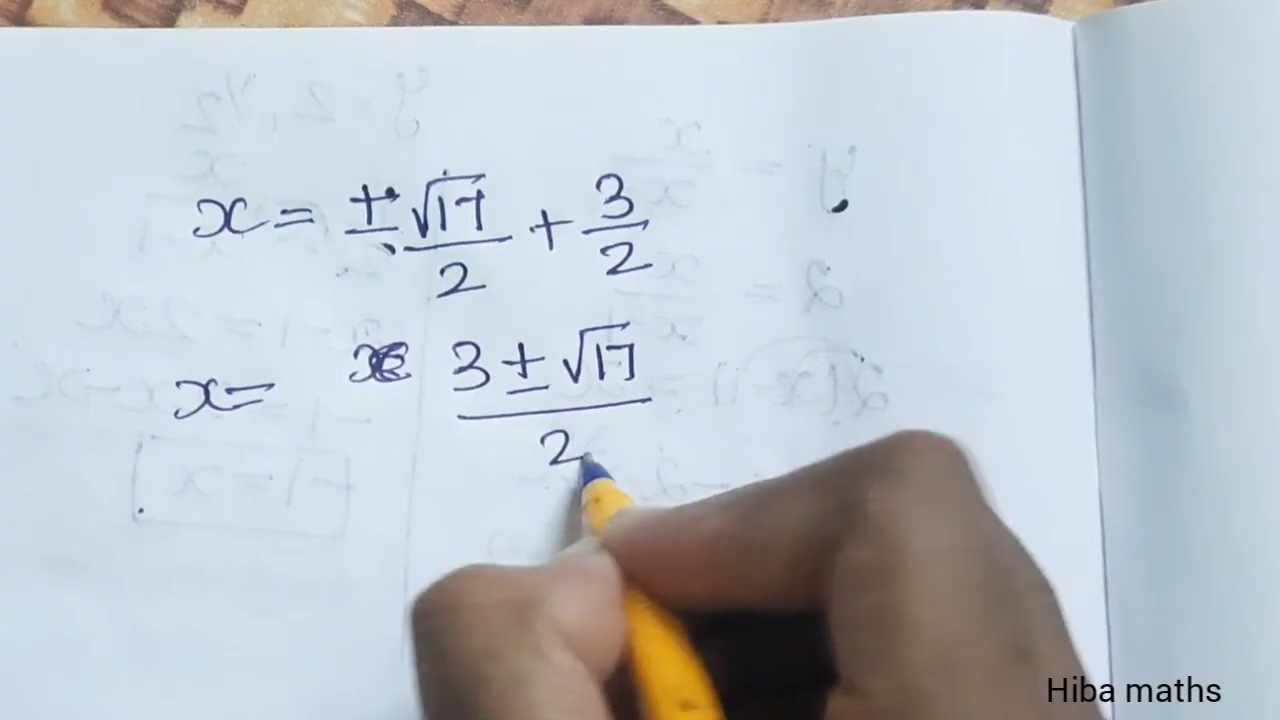 x = ± √17/2 + 3/2
x = 3 ± √17 / 2
Hiba maths